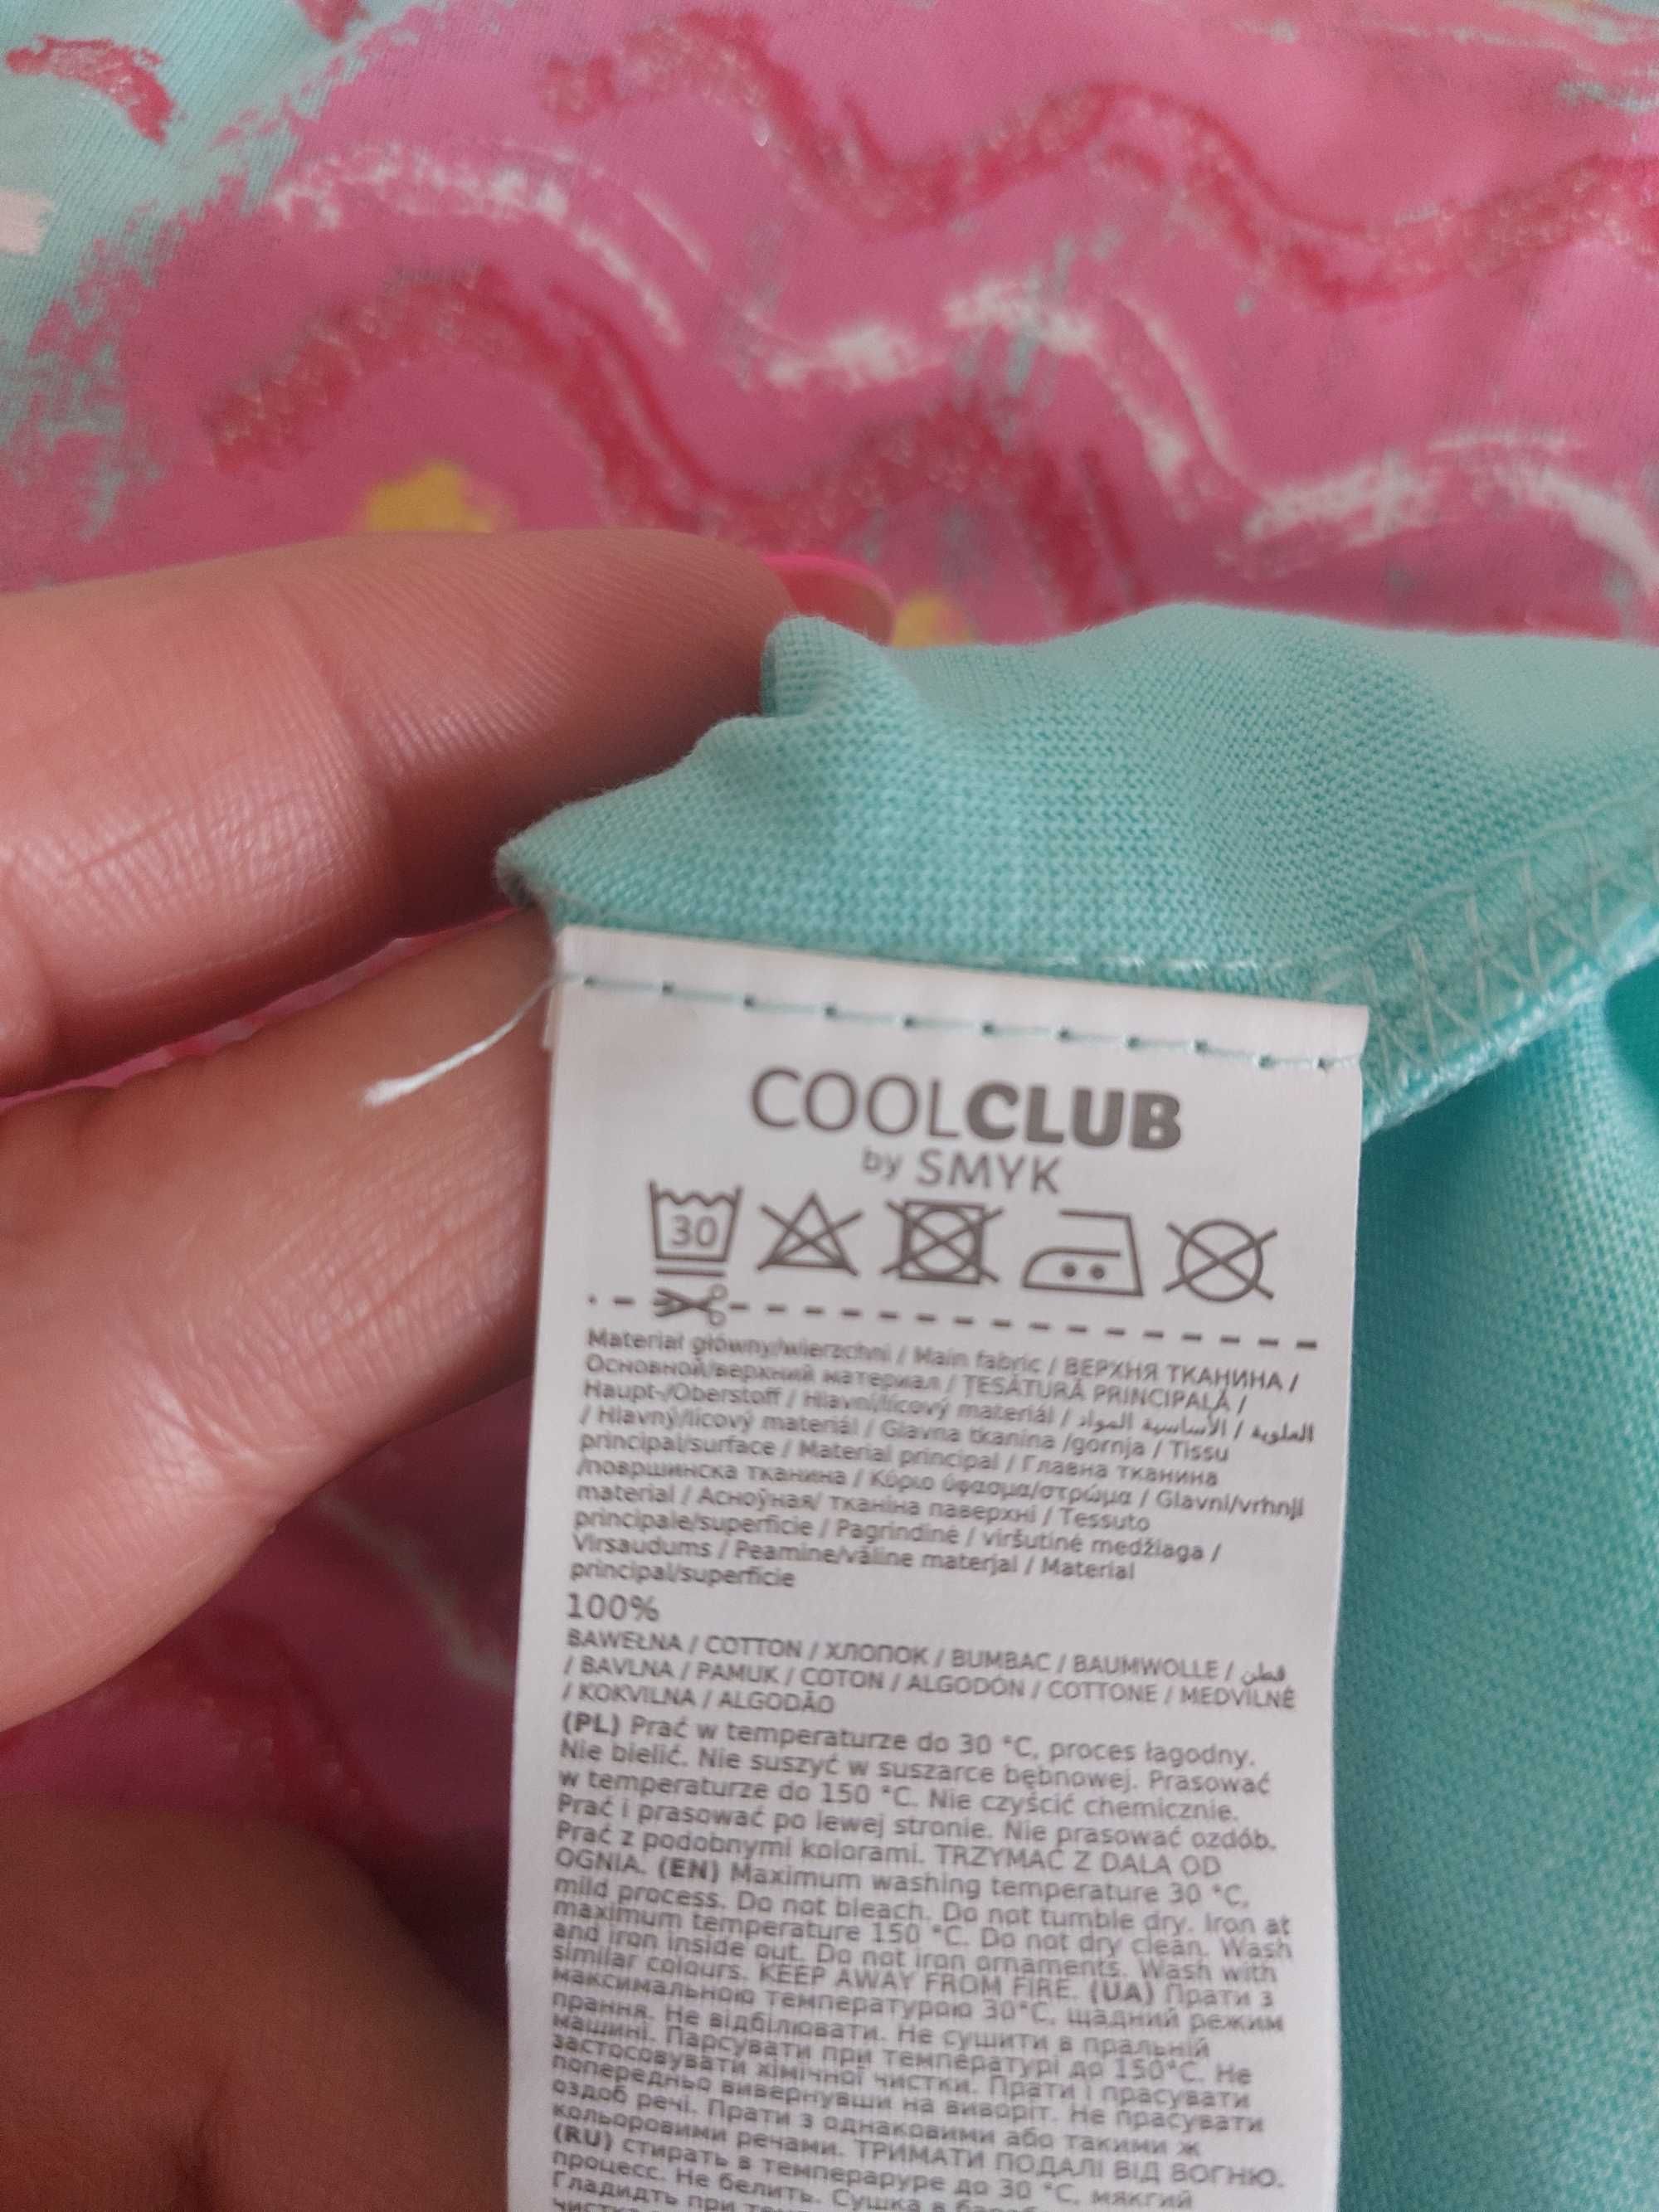 COOLCLUB
by SMYK
30
Materiał główny/wierzchni / Main fabric / ВЕРХНЯ ТКАНИНА /
Основной/верхний материал / ŢESĂTURĂ PRINCIPALĂ /
Haupt-/Oberstoff / Hlavní/lícový materiál / المواد الأساسية / العلوية
/ Hlavný/lícový materiál / Glavna tkanina /gornja / Tissu
principal/surface / Material principal / Главна тканина
/површинска тканина / Κύριο ύφασμα/στρώμα / Glavni/vrhnji
material / Асноўная/ тканіна паверхні / Tessuto
principale/superficie / Pagrindinė / viršutinė medžiaga /
Virsaudums / Peamine/väline materjal / Material
principal/superfície
100%
BAWEŁNA / COTTON / ХЛОПОК / BUMBAC / BAUMWOLLE / قطن
/ BAVLNA / PAMUK / COTON / ALGODÓN / COTTONE / MEDVILNĖ
/ KOKVILNA / ALGODÃO
(PL) Prać w temperaturze do 30 °C, proces łagodny.
Nie bielić. Nie suszyć w suszarce bębnowej. Prasować
w temperaturze do 150 °C. Nie czyścić chemicznie.
Prać i prasować po lewej stronie. Nie prasować ozdób.
Prać z podobnymi kolorami. TRZYMAĆ Z DALA OD
OGNIA. (EN) Maximum washing temperature 30 °C,
mild process. Do not bleach. Do not tumble dry. Iron at
maximum temperature 150 °C. Do not dry clean. Wash
and iron inside out. Do not iron ornaments. Wash with
similar colours. KEEP AWAY FROM FIRE. (UA) Прати з
максимальною температурою 30°C, щадний режим
прання. Не відбілювати. Не сушити в пральній
машині. Парсувати при температурі до 150°C. Не
застосовувати хімічної чистки. Прати і прасувати
попередньо вивернувши на виворіт. Не прасувати
оздоб речі. Прати з однаковими або такими ж
кольоровими речами. ТРИМАТИ ПОДАЛІ ВІД ВОГНЮ.
(RU) стирать в темперaруре до 30 °C, мякгий
процесс. Не белить. Сушка в
Гладидть при